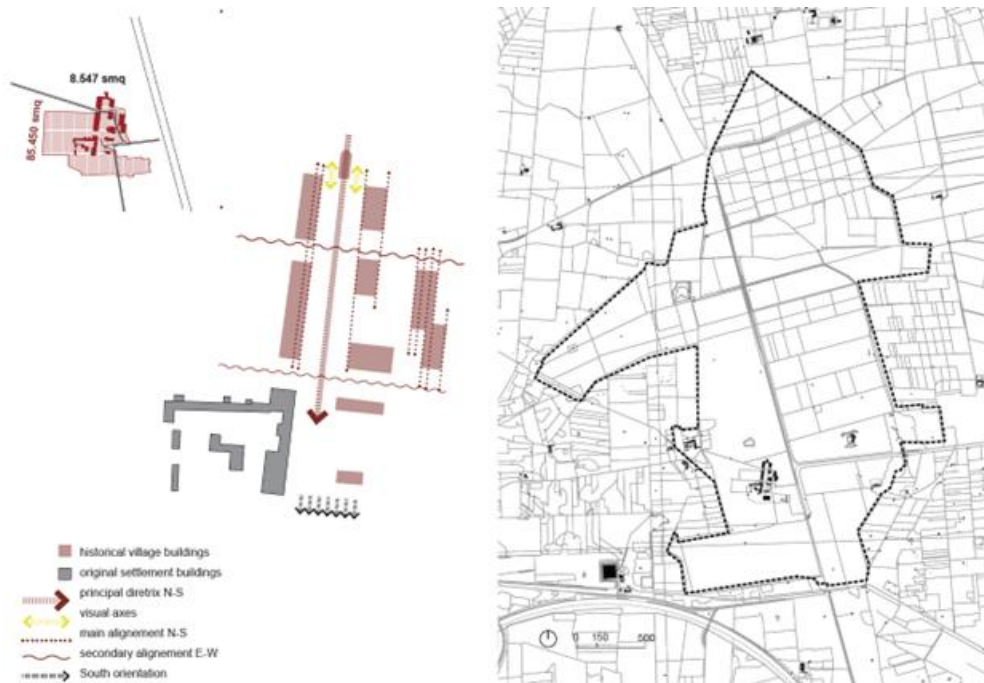 8.547 smq
85.450 smq
historical village buildings
original settlement buildings
principal diretrix N-S
visual axes
main alignement N-S
secondary alignement E-W
South orientation
0 150 500